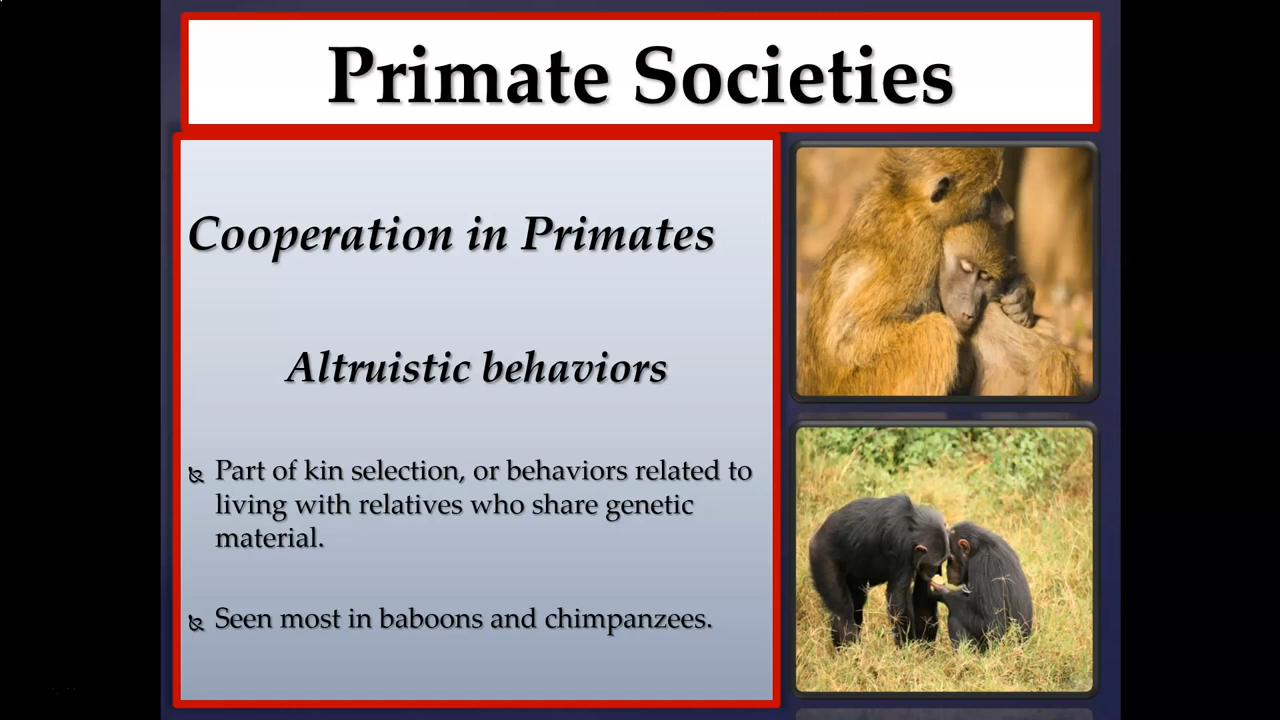 Primate Societies
Cooperation in Primates
Altruistic behaviors
Part of kin selection, or behaviors related to
living with relatives who share genetic
material.
Seen most in baboons and chimpanzees.